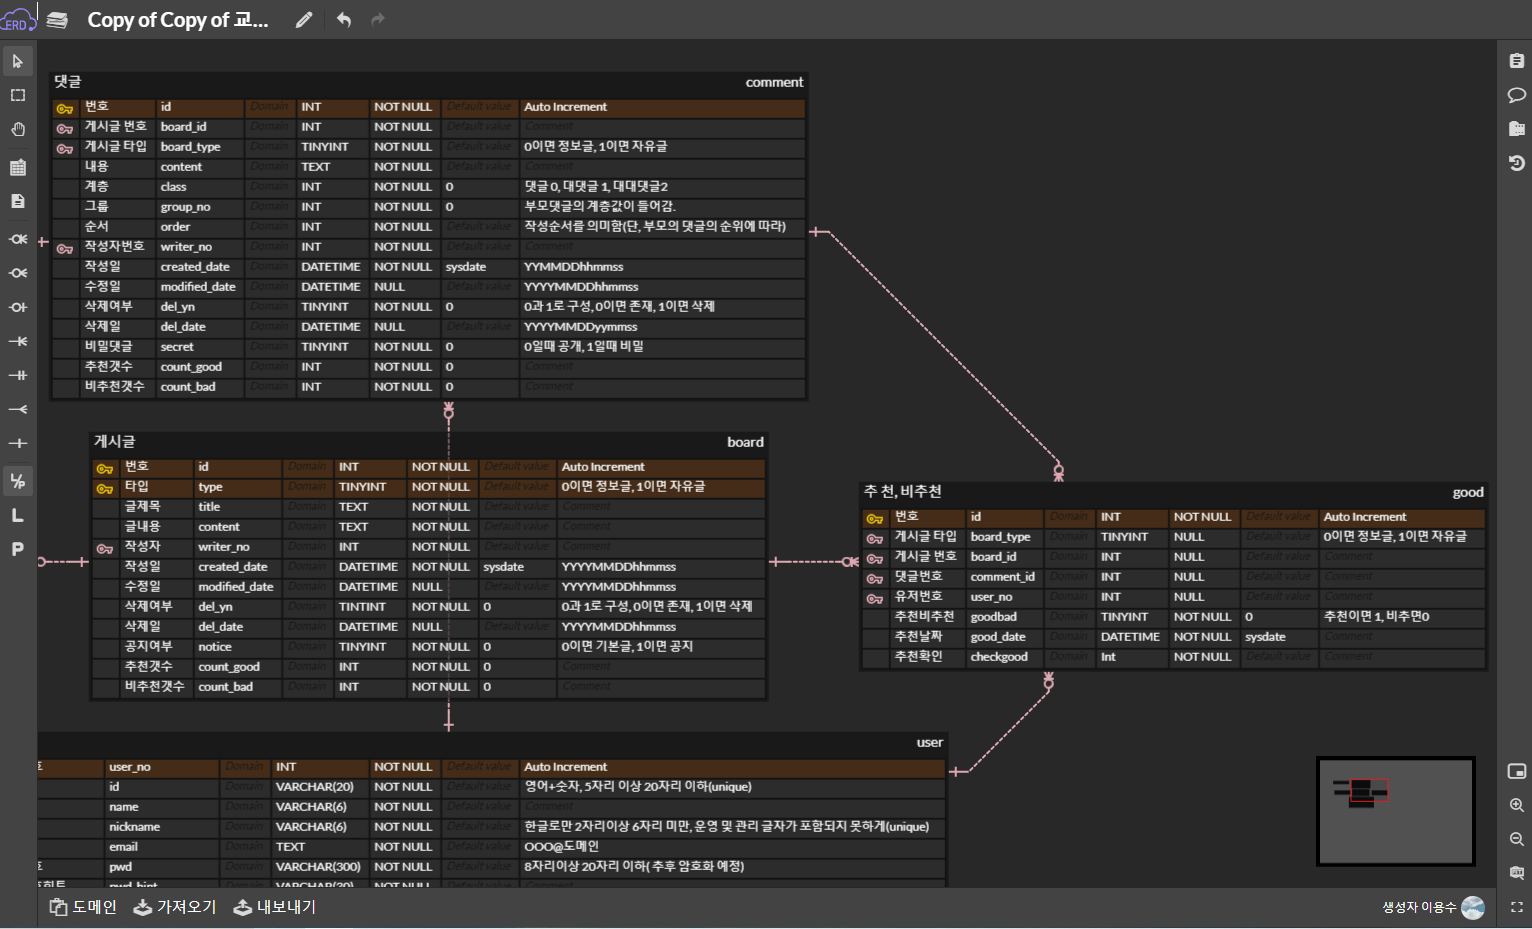 ERD
Copy of Copy of 교...
댓글 comment
번호 id Domain INT NOT NULL Default value Auto Increment
게시글 번호 board_id Domain INT NOT NULL Default value Comment
게시글 타입 board_type Domain TINYINT NOT NULL Default value 0이면 정보글, 1이면 자유글
내용 content Domain TEXT NOT NULL Default value Comment
계층 class Domain INT NOT NULL 0 댓글 0, 대댓글 1, 대대댓글2
그룹 group_no Domain INT NOT NULL 0 부모댓글의 계층값이 들어감.
순서 order Domain INT NOT NULL Default value 작성순서를 의미함(단, 부모의 댓글의 순위에 따라)
작성자번호 writer_no Domain INT NOT NULL Default value Comment
작성일 created_date Domain DATETIME NOT NULL sysdate YYMMDDhhmmss
수정일 modified_date Domain DATETIME NULL Default value YYYYMMDDhhmmss
삭제여부 del_yn Domain TINYINT NOT NULL 0 0과 1로 구성, 0이면 존재, 1이면 삭제
삭제일 del_date Domain DATETIME NULL Default value YYYYMMDDyymmss
비밀댓글 secret Domain TINYINT NOT NULL 0 0일때 공개, 1일때 비밀
추천갯수 count_good Domain INT NOT NULL 0 Comment
비추천갯수 count_bad Domain INT NOT NULL 0 Comment
게시글 board
번호 id Domain INT NOT NULL Default value Auto Increment
타입 type Domain TINYINT NOT NULL Default value 0이면 정보글, 1이면 자유글
글제목 title Domain TEXT NOT NULL Default value Comment
글내용 content Domain TEXT NOT NULL Default value Comment
작성자 writer_no Domain INT NOT NULL Default value Comment
작성일 created_date Domain DATETIME NOT NULL sysdate YYYYMMDDhhmmss
수정일 modified_date Domain DATETIME NULL Default value YYYYMMDDhhmmss
삭제여부 del_yn Domain TINTINT NOT NULL 0 0과 1로 구성, 0이면 존재, 1이면 삭제
삭제일 del_date Domain DATETIME NULL Default value YYYYMMDDhhmmss
공지여부 notice Domain TINYINT NOT NULL 0 0이면 기본글, 1이면 공지
추천갯수 count_good Domain INT NOT NULL 0 Comment
비추천갯수 count_bad Domain INT NOT NULL 0 Comment
추 천, 비추천 good
번호 id Domain INT NOT NULL Default value Auto Increment
게시글 타입 board_type Domain TINYINT NULL Default value 0이면 정보글, 1이면 자유글
게시글 번호 board_id Domain INT NULL Default value Comment
댓글번호 comment_id Domain INT NULL Default value Comment
유저번호 user_no Domain INT NULL Default value Comment
추천비추천 goodbad Domain TINYINT NOT NULL 0 추천이면 1, 비추면0
추천날짜 good_date Domain DATETIME NOT NULL sysdate Comment
추천확인 checkgood Domain Int NOT NULL Default value Comment
user
호 user_no Domain INT NOT NULL Default value Auto Increment
id Domain VARCHAR(20) NOT NULL Default value 영어+숫자, 5자리 이상 20자리 이하(unique)
name Domain VARCHAR(6) NOT NULL Default value Comment
nickname Domain VARCHAR(6) NOT NULL Default value 한글로만 2자리이상 6자리 미만, 운영 및 관리 글자가 포함되지 못하게(unique)
email Domain TEXT NOT NULL Default value OOO@도메인
호 pwd Domain VARCHAR(300) NOT NULL Default value 8자리이상 20자리 이하( 추후 암호화 예정)
호힌트 pwd_hint Domain VARCHAR(30) NOT NULL Default value Comment
L/P
L
P
도메인 가져오기 내보내기
생성자 이용수